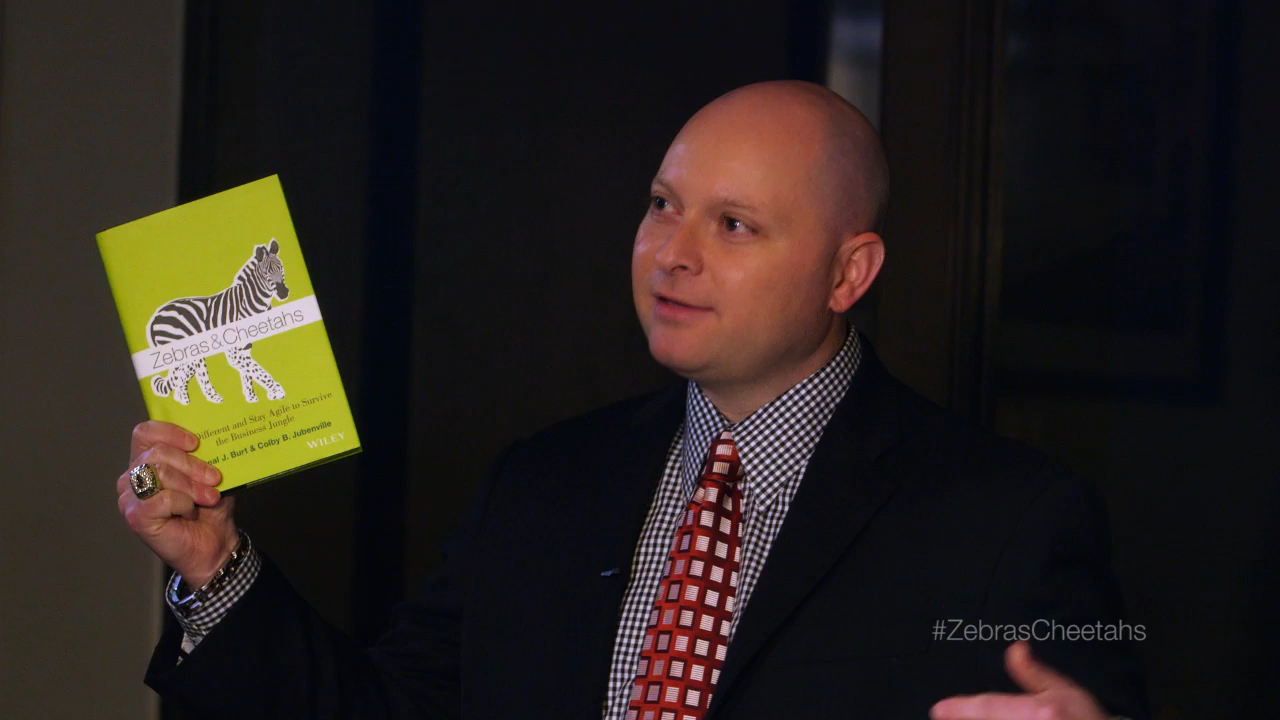 Zebras&Cheetahs
Different and Stay Agile to Survive
the Business Jungle
J. Burt & Colby B. Jubenville
WILEY
#ZebrasCheetahs